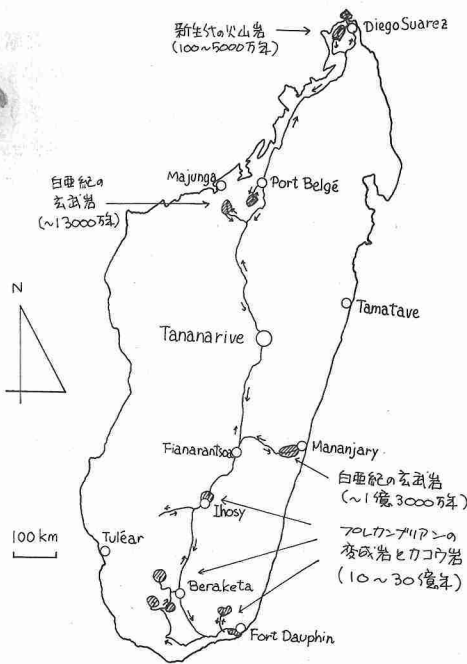 新生代の火山岩
(100~5000万年)
Diego Suarez
白亜紀の
玄武岩
(~13000万年)
Majunga
Port Belgé
N
Tamatave
Tananarive
Fianarantsoa
Mananjary
白亜紀の玄武岩
(~1億3000万年)
Ihosy
100 km
Tuléar
プレカンブリアンの
変成岩とカコウ岩
(10~30億年)
Beraketa
Fort Dauphin